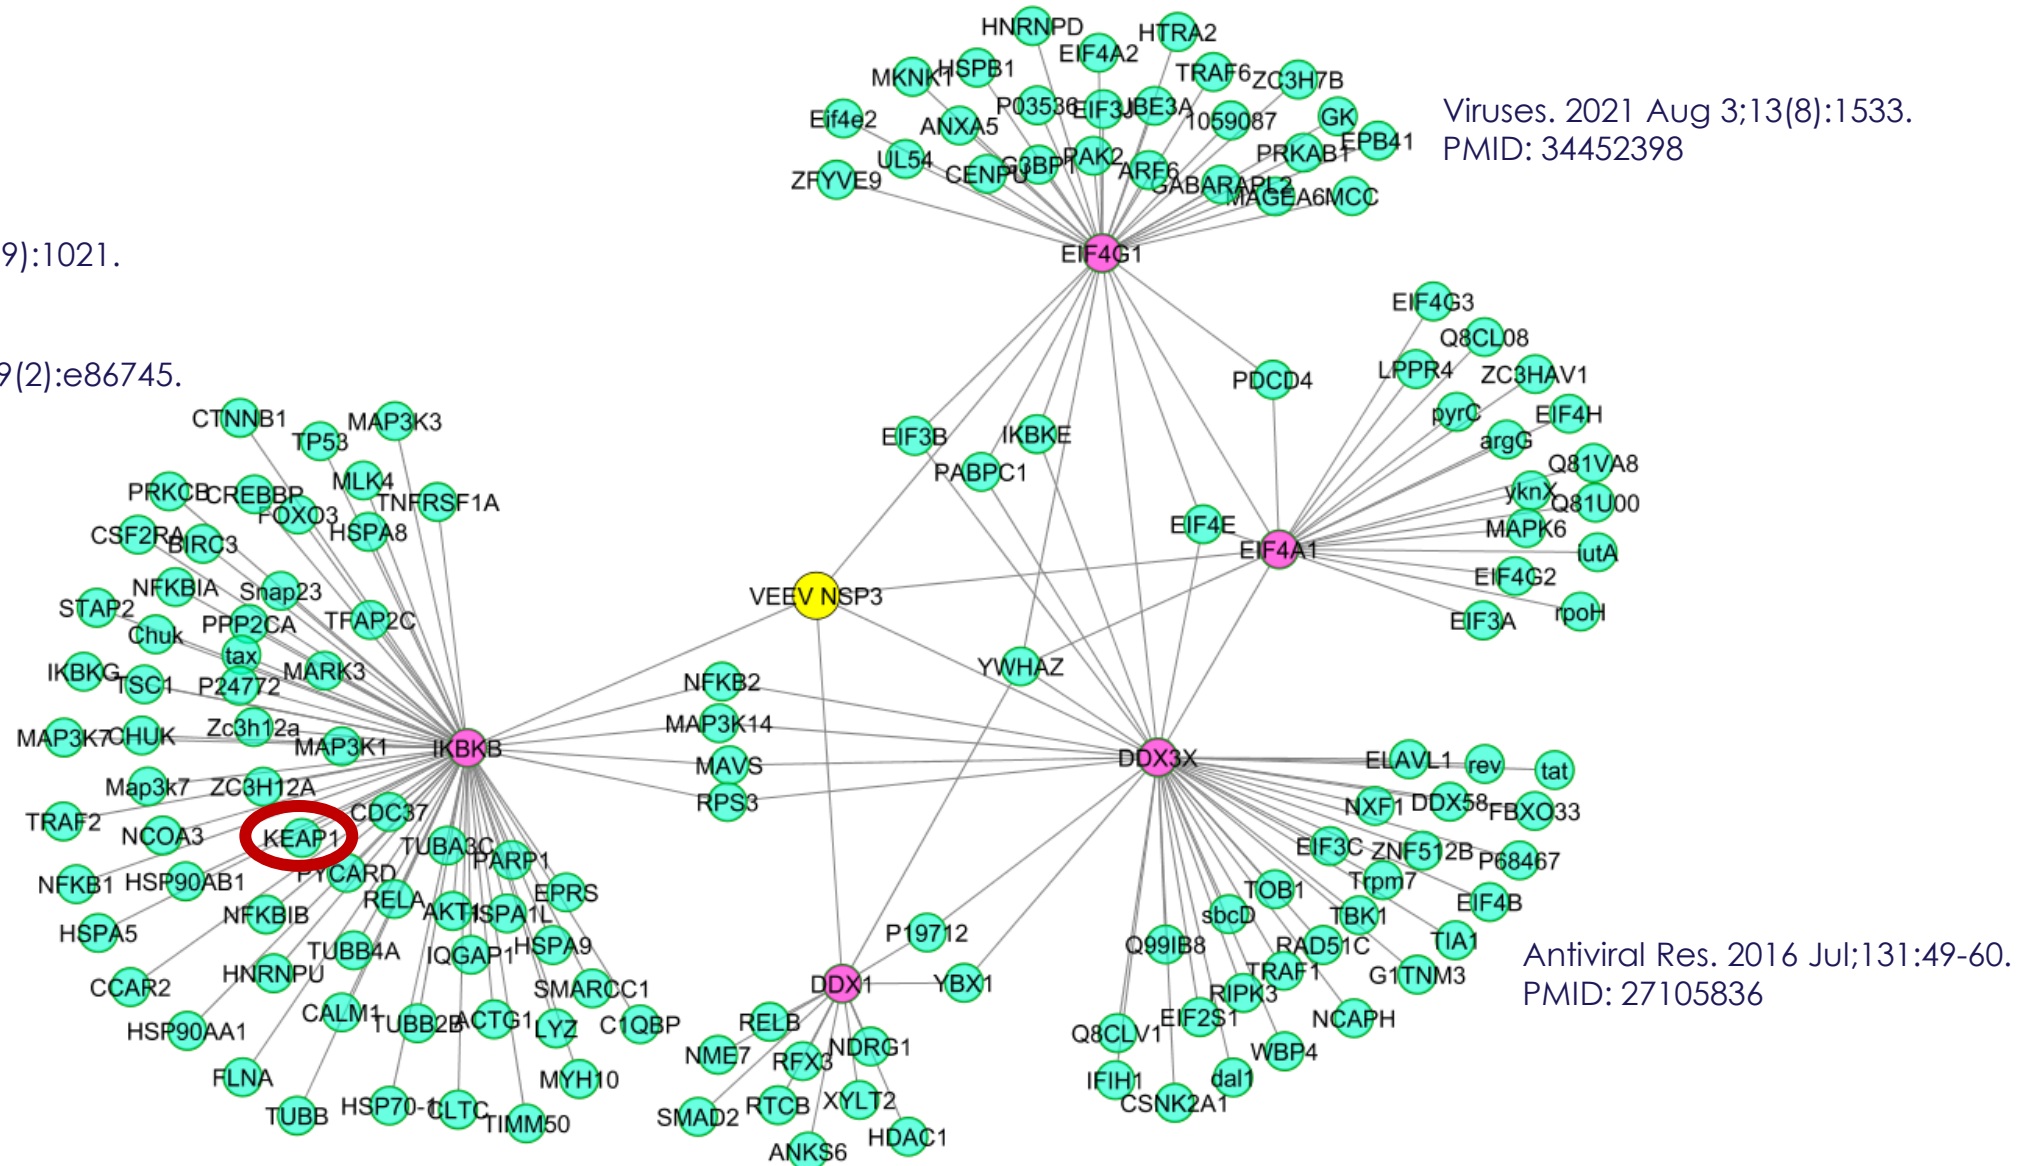 HNRNPD
HTRA2
EIF4A2
MKNK1
HSPB1
TRAF6
ZC3H7B
P03536
EIF3J
UBE3A
Eif4e2
ANXA5
1059087
GK
EPB41
UL54
PAK2
PRKAB1
ZFYVE9
CENPU
G3BP1
ARF6
GABARAPL2
MAGEA6
MCC
Viruses. 2021 Aug 3;13(8):1533.
PMID: 34452398
EIF4G1
9):1021.
9(2):e86745.
EIF4G3
Q8CL08
LPPR4
ZC3HAV1
PDCD4
pyrC
EIF4H
argG
EIF3B
IKBKE
PABPC1
Q81VA8
yknX
Q81U00
MAPK6
EIF4E
EIF4A1
iutA
EIF4G2
rpoH
EIF3A
CTNNB1
MAP3K3
TP53
MLK4
PRKCB
CREBBP
TNFRSF1A
FOXO3
HSPA8
CSF2RA
BIRC3
NFKBIA
Snap23
STAP2
PPP2CA
TFAP2C
Chuk
tax
MARK3
IKBKG
TSC1
P24772
Zc3h12a
MAP3K7
CHUK
MAP3K1
IKBKB
VEEV NSP3
YWHAZ
NFKB2
MAP3K14
MAVS
RPS3
DDX3X
Map3k7
ZC3H12A
CDC37
TRAF2
NCOA3
KEAP1
TUBA3C
PARP1
NFKB1
HSP90AB1
PYCARD
RELA
EPRS
NFKBIB
AKT1
HSPA1L
HSPA5
TUBB4A
IQGAP1
HSPA9
CCAR2
HNRNPU
SMARCC1
HSP90AA1
CALM1
TUBB2B
ACTG1
LYZ
C1QBP
FLNA
MYH10
TUBB
HSP70-1
CLTC
TIMM50
P19712
DDX1
YBX1
RELB
NME7
RFX3
NDRG1
SMAD2
RTCB
XYLT2
ANKS6
HDAC1
ELAVL1
rev
tat
NXF1
DDX58
FBXO33
EIF3C
ZNF512B
P68467
TOB1
Trpm7
EIF4B
sbcD
TBK1
Q99IB8
RAD51C
TIA1
TRAF1
G1TNM3
RIPK3
Q8CLV1
EIF2S1
NCAPH
WBP4
IFIH1
dal1
CSNK2A1
Antiviral Res. 2016 Jul;131:49-60.
PMID: 27105836